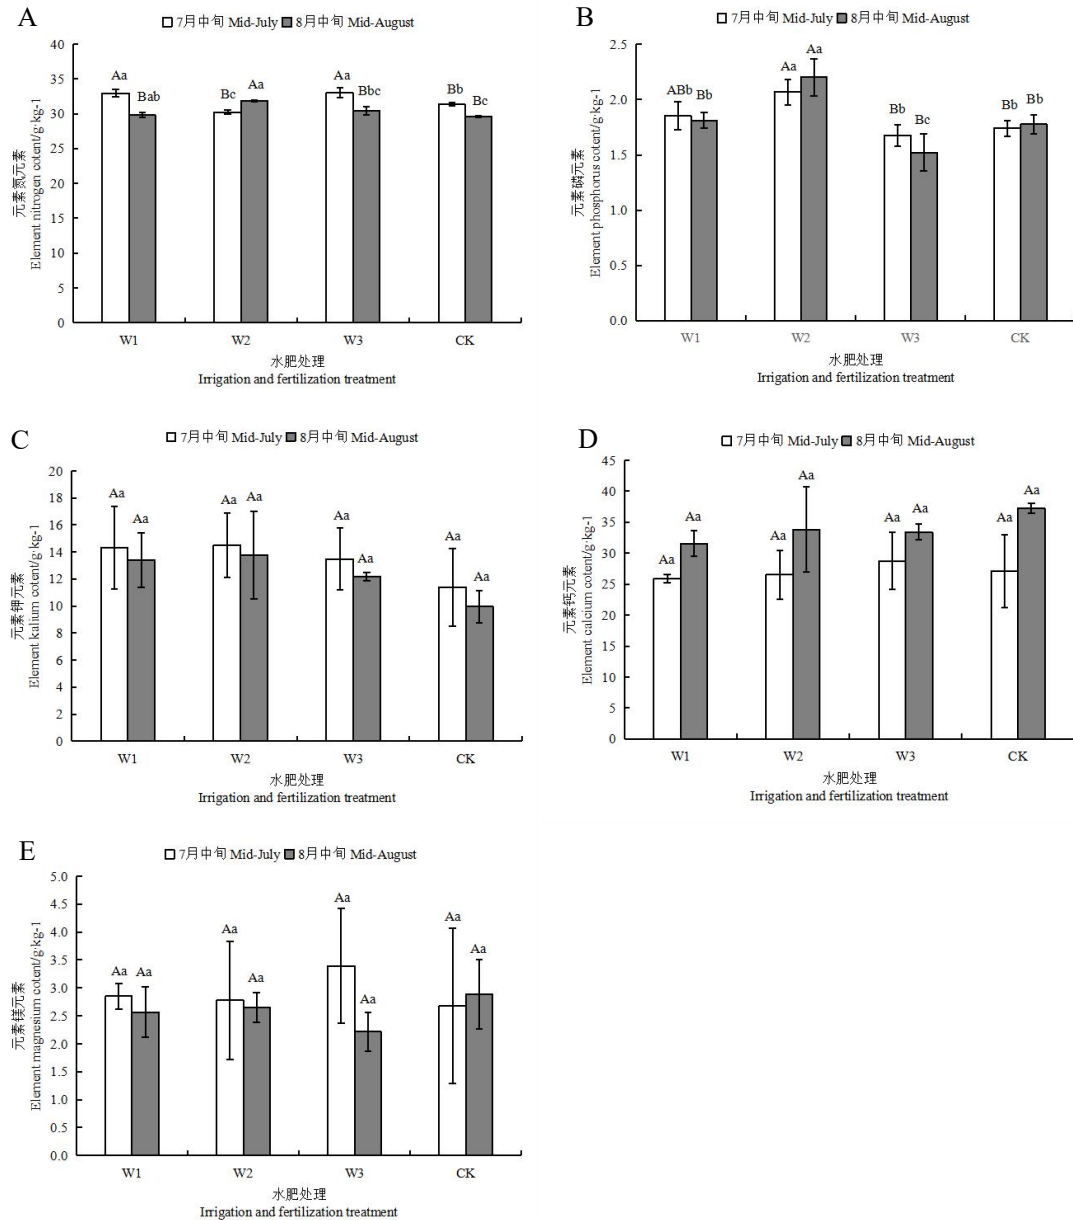 A
7月中旬 Mid-July 8月中旬 Mid-August
元素氮元素
Element nitrogen cotent/g·kg-1
40
35
30
25
20
15
10
5
0
Aa
Bab
Bc
Aa
Aa
Bbc
Bb
Bc
W1 W2 W3 CK
水肥处理
Irrigation and fertilization treatment
B
7月中旬 Mid-July 8月中旬 Mid-August
元素磷元素
Element phosphorus cotent/g·kg-1
2.5
2.0
1.5
1.0
0.5
0.0
ABb
Bb
Aa
Aa
Bb
Bc
Bb
Bb
W1 W2 W3 CK
水肥处理
Irrigation and fertilization treatment
C
7月中旬 Mid-July 8月中旬 Mid-August
元素钾元素
Element kalium cotent/g·kg-1
20
18
16
14
12
10
8
6
4
2
0
Aa
Aa
Aa
Aa
Aa
Aa
Aa
Aa
W1 W2 W3 CK
水肥处理
Irrigation and fertilization treatment
D
7月中旬 Mid-July 8月中旬 Mid-August
元素钙元素
Element calcium cotent/g·kg-1
45
40
35
30
25
20
15
10
5
0
Aa
Aa
Aa
Aa
Aa
Aa
Aa
Aa
W1 W2 W3 CK
水肥处理
Irrigation and fertilization treatment
E
7月中旬 Mid-July 8月中旬 Mid-August
元素镁元素
Element magnesium cotent/g·kg-1
5.0
4.5
4.0
3.5
3.0
2.5
2.0
1.5
1.0
0.5
0.0
Aa
Aa
Aa
Aa
Aa
Aa
Aa
Aa
W1 W2 W3 CK
水肥处理
Irrigation and fertilization treatment